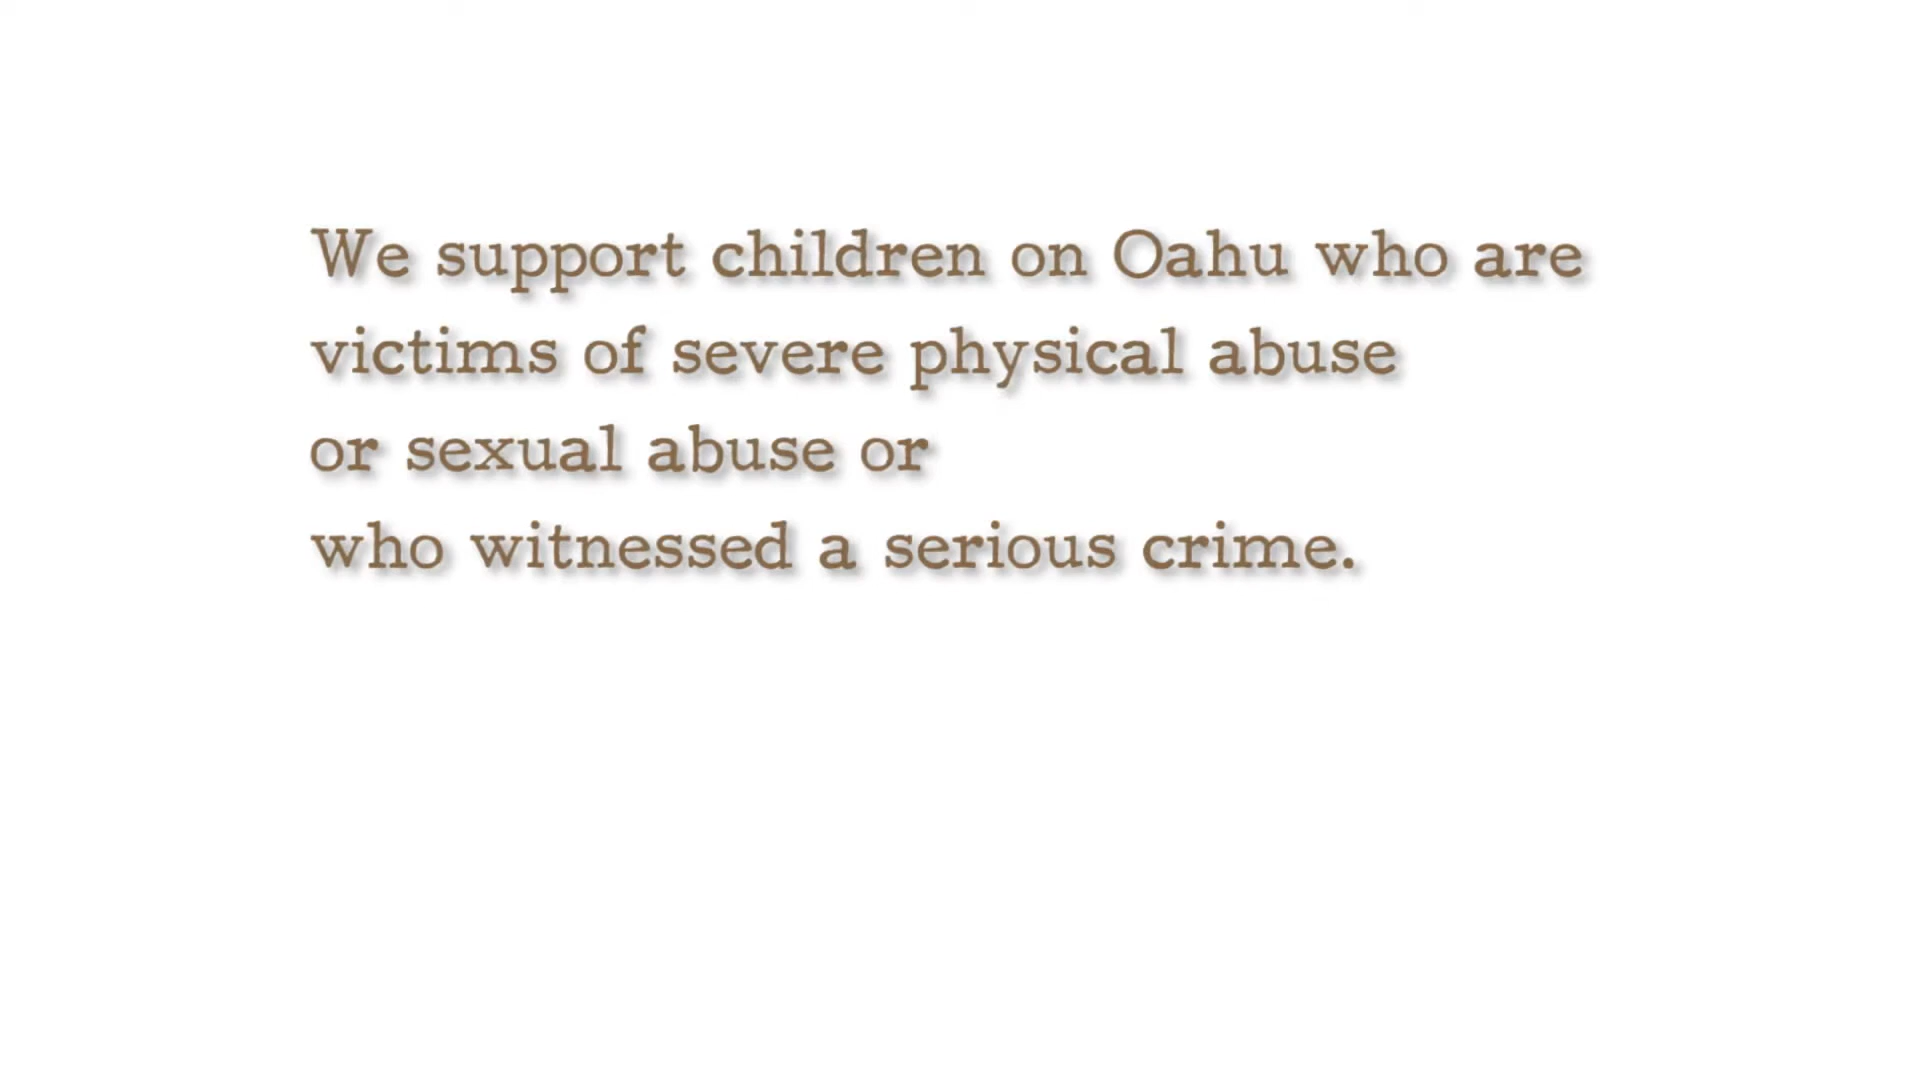 We support children on Oahu who are
victims of severe physical abuse
or sexual abuse or
who witnessed a serious crime.